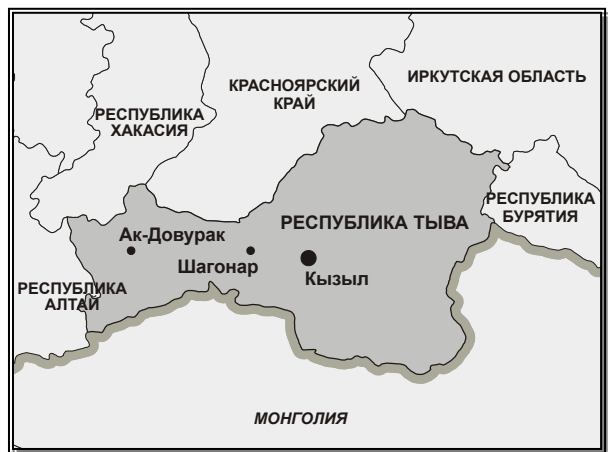 КРАСНОЯРСКИЙ
КРАЙ
ИРКУТСКАЯ ОБЛАСТЬ
РЕСПУБЛИКА
ХАКАСИЯ
РЕСПУБЛИКА
БУРЯТИЯ
РЕСПУБЛИКА ТЫВА
Ак-Довурак
Шагонар
Кызыл
РЕСПУБЛИКА
АЛТАЙ
МОНГОЛИЯ